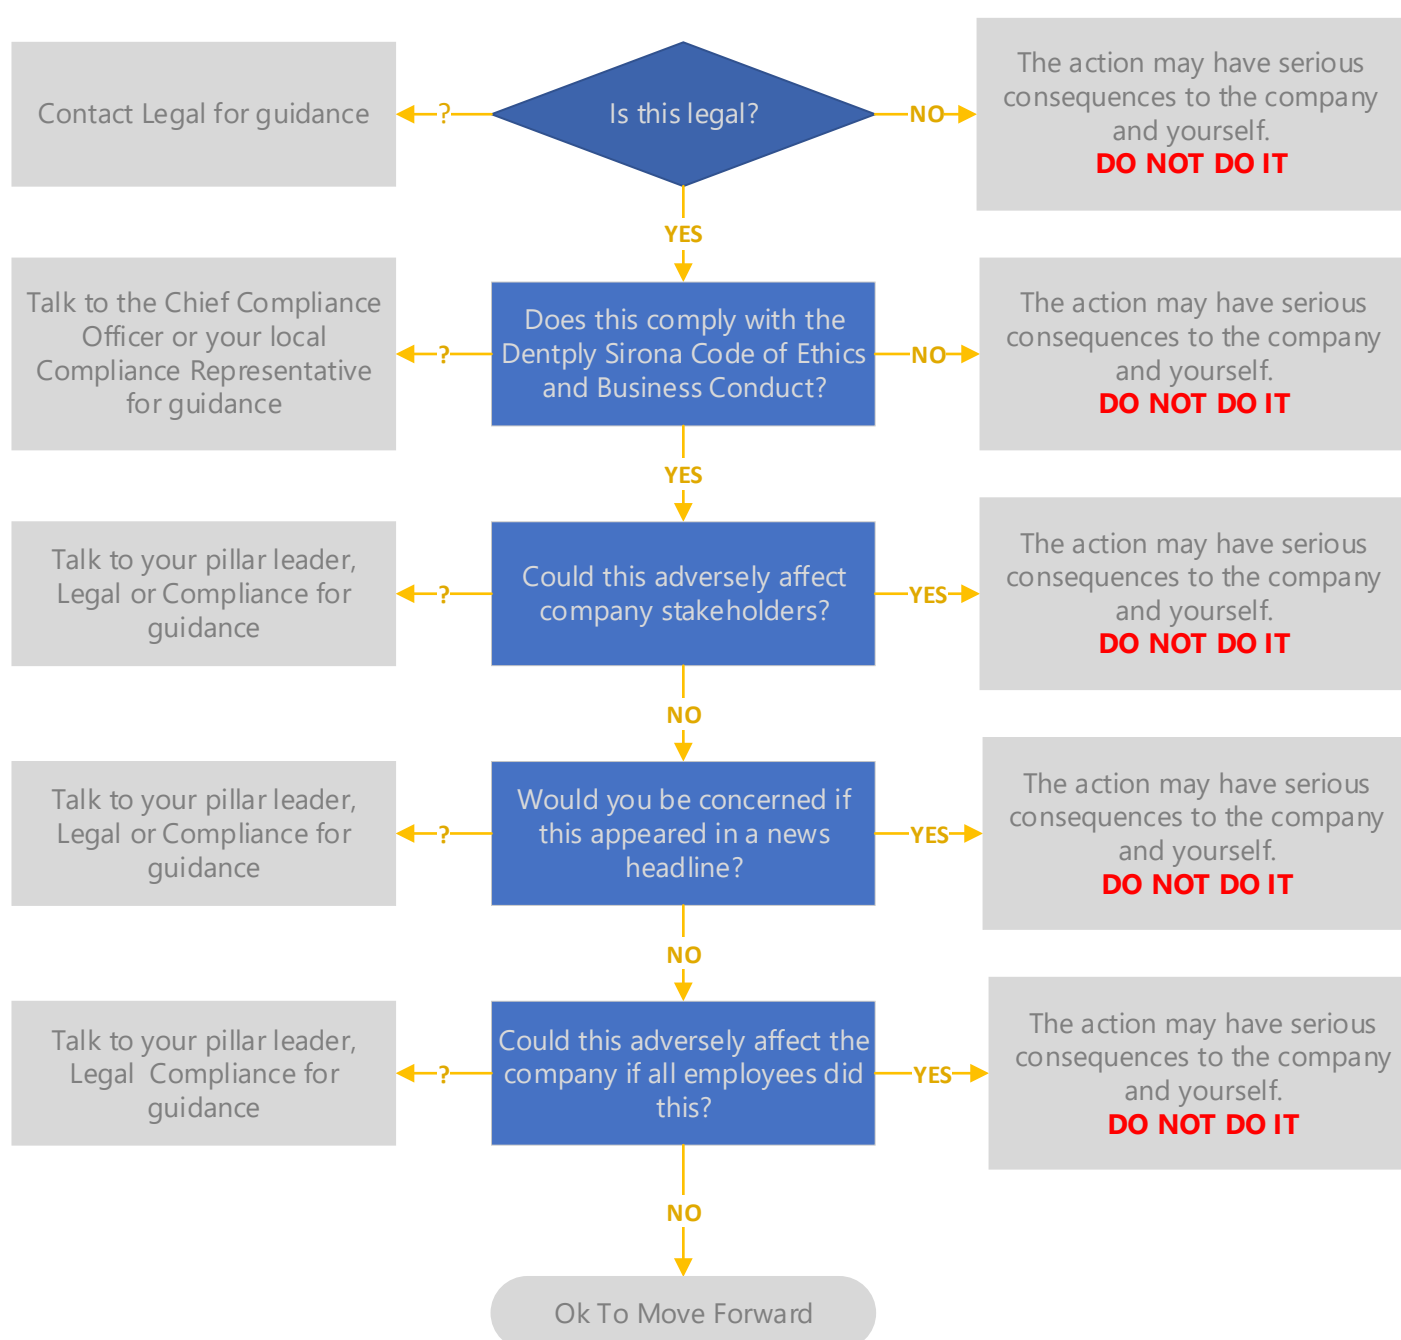 Contact Legal for guidance
?
Is this legal?
NO
The action may have serious
consequences to the company
and yourself.
DO NOT DO IT
YES
Talk to the Chief Compliance
Officer or your local
Compliance Representative
for guidance
?
Does this comply with the
Dentply Sirona Code of Ethics
and Business Conduct?
NO
The action may have serious
consequences to the company
and yourself.
DO NOT DO IT
YES
Talk to your pillar leader,
Legal or Compliance for
guidance
?
Could this adversely affect
company stakeholders?
YES
The action may have serious
consequences to the company
and yourself.
DO NOT DO IT
NO
Talk to your pillar leader,
Legal or Compliance for
guidance
?
Would you be concerned if
this appeared in a news
headline?
YES
The action may have serious
consequences to the company
and yourself.
DO NOT DO IT
NO
Talk to your pillar leader,
Legal  Compliance for
guidance
?
Could this adversely affect the
company if all employees did
this?
YES
The action may have serious
consequences to the company
and yourself.
DO NOT DO IT
NO
Ok To Move Forward